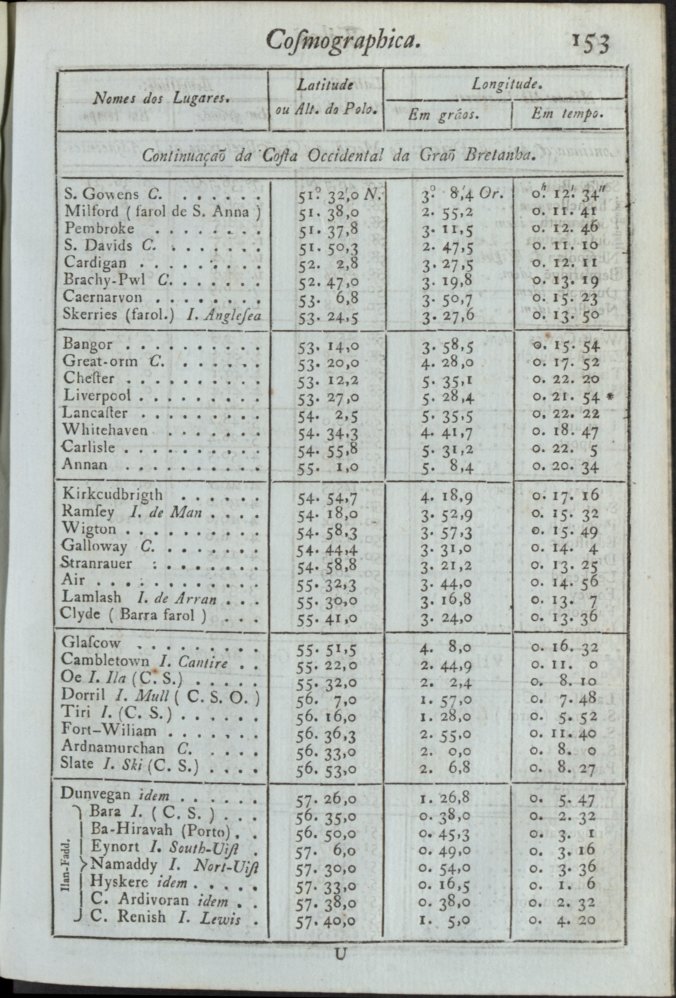 Coſmographica. 153
Nomes dos Lugares. Latitude ou Alt. do Polo. Longitude.
Em gráos. Em tempo.
Continuaçaõ da Coſta Occidental da Graõ Bretanha.
S. Gowens C. . . . . . . 51.° 32,′0 N. 3.° 8,′4 Or. 0.ʰ 12.′ 34″
Milford ( farol de S. Anna ) 51. 38,0 2. 55,2 0. 11. 41
Pembroke . . . . . . . 51. 37,8 3. 11,5 0. 12. 46
S. Davids C. . . . . . . 51. 50,3 2. 47,5 0. 11. 10
Cardigan . . . . . . . . 52. 2,8 3. 27,5 0. 12. 11
Brachy-Pwl C. . . . . . . 52. 47,0 3. 19,8 0. 13. 19
Caernarvon . . . . . . . 53. 6,8 3. 50,7 0. 15. 23
Skerries (farol.) I. Angleſea 53. 24,5 3. 27,6 0. 13. 50
Bangor . . . . . . . . . 53. 14,0 3. 58,5 0. 15. 54
Great-orm C. . . . . . . 53. 20,0 4. 28,0 0. 17. 52
Cheſter . . . . . . . . . 53. 12,2 5. 35,1 0. 22. 20
Liverpool . . . . . . . . 53. 27,0 5. 28,4 0. 21. 54 *
Lancaſter . . . . . . . . 54. 2,5 5. 35,5 0. 22. 22
Whitehaven . . . . . . . 54. 34,3 4. 41,7 0. 18. 47
Carlisle . . . . . . . . . 54. 55,8 5. 31,2 0. 22. 5
Annan . . . . . . . . . 55. 1,0 5. 8,4 0. 20. 34
Kirkcudbrigth . . . . . . 54. 54,7 4. 18,9 0. 17. 16
Ramſey I. de Man . . . . 54. 18,0 3. 52,9 0. 15. 32
Wigton . . . . . . . . . 54. 58,3 3. 57,3 0. 15. 49
Galloway C. . . . . . . . 54. 44,4 3. 31,0 0. 14. 4
Stranrauer : . . . . . . 54. 58,8 3. 21,2 0. 13. 25
Air . . . . . . . . . . . 55. 32,3 3. 44,0 0. 14. 56
Lamlash I. de Arran . . . 55. 30,0 3. 16,8 0. 13. 7
Clyde ( Barra farol ) . . . 55. 41,0 3. 24,0 0. 13. 36
Glaſcow . . . . . . . . 55. 51,5 4. 8,0 0. 16. 32
Cambletown I. Cantire . . 55. 22,0 2. 44,9 0. 11. 0
Oe I. Ila (C. S.) . . . . . 55. 32,0 2. 2,4 0. 8. 10
Dorril I. Mull ( C. S. O. ) 56. 7,0 1. 57,0 0. 7. 48
Tiri I. (C. S.) . . . . . . 56. 16,0 1. 28,0 0. 5. 52
Fort-Wiliam . . . . . . . 56. 36,3 2. 55,0 0. 11. 40
Ardnamurchan C. . . . . 56. 33,0 2. 0,0 0. 8. 0
Slate I. Ski (C. S.) . . . . 56. 53,0 2. 6,8 0. 8. 27
Dunvegan idem . . . . . . 57. 26,0 1. 26,8 0. 5. 47
Ilan-Fadd.
Bara I. ( C. S. ) . . . 56. 35,0 0. 38,0 0. 2. 32
Ba-Hiravah (Porto) . . 56. 50,0 0. 45,3 0. 3. 1
Eynort I. South-Uiſt . 57. 6,0 0. 49,0 0. 3. 16
Namaddy I. Nort-Uiſt 57. 30,0 0. 54,0 0. 3. 36
Hyskere idem . . . . . 57. 33,0 0. 16,5 0. 1. 6
C. Ardivoran idem . . 57. 38,0 0. 38,0 0. 2. 32
C. Renish I. Lewis . 57. 40,0 1. 5,0 0. 4. 20
U